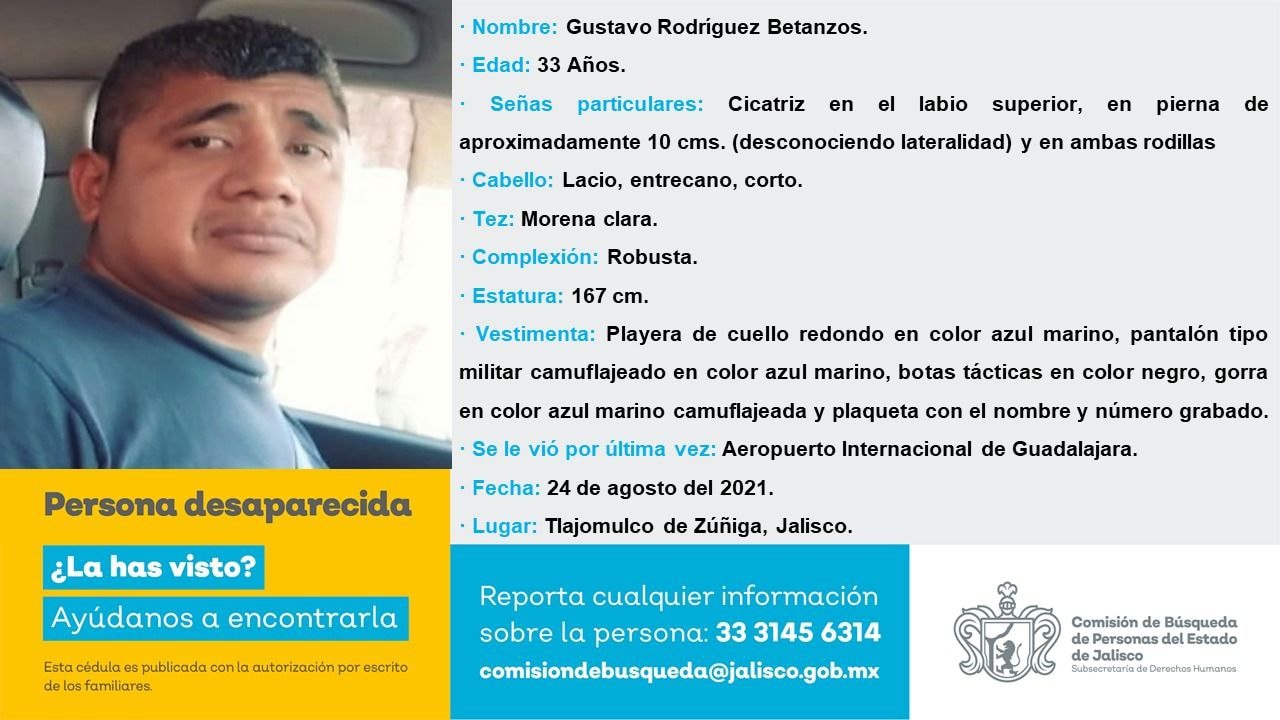 · Nombre: Gustavo Rodríguez Betanzos.
· Edad: 33 Años.
· Señas particulares: Cicatriz en el labio superior, en pierna de
aproximadamente 10 cms. (desconociendo lateralidad) y en ambas rodillas
· Cabello: Lacio, entrecano, corto.
· Tez: Morena clara.
· Complexión: Robusta.
· Estatura: 167 cm.
· Vestimenta: Playera de cuello redondo en color azul marino, pantalón tipo
militar camuflajeado en color azul marino, botas tácticas en color negro, gorra
en color azul marino camuflajeada y plaqueta con el nombre y número grabado.
· Se le vió por última vez: Aeropuerto Internacional de Guadalajara.
· Fecha: 24 de agosto del 2021.
· Lugar: Tlajomulco de Zúñiga, Jalisco.
Persona desaparecida
¿La has visto?
Ayúdanos a encontrarla
Esta cédula es publicada con la autorización por escrito
de los familiares.
Reporta cualquier información
sobre la persona: 33 3145 6314
comisiondebusqueda@jalisco.gob.mx
Comisión de Búsqueda
de Personas del Estado
de Jalisco
Subsecretaría de Derechos Humanos